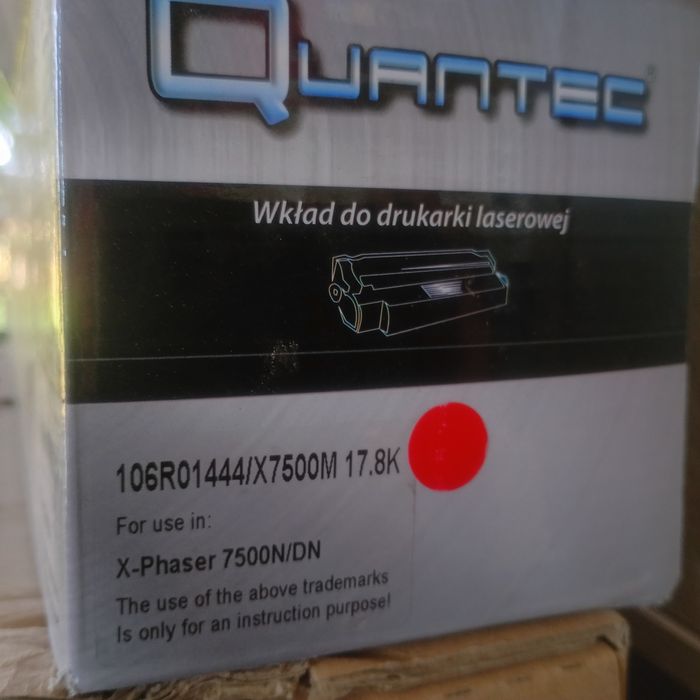 QUANTEC
Wkład do drukarki laserowej
106R01444/X7500M 17.8K
For use in:
X-Phaser 7500N/DN
The use of the above trademarks
Is only for an instruction purpose!